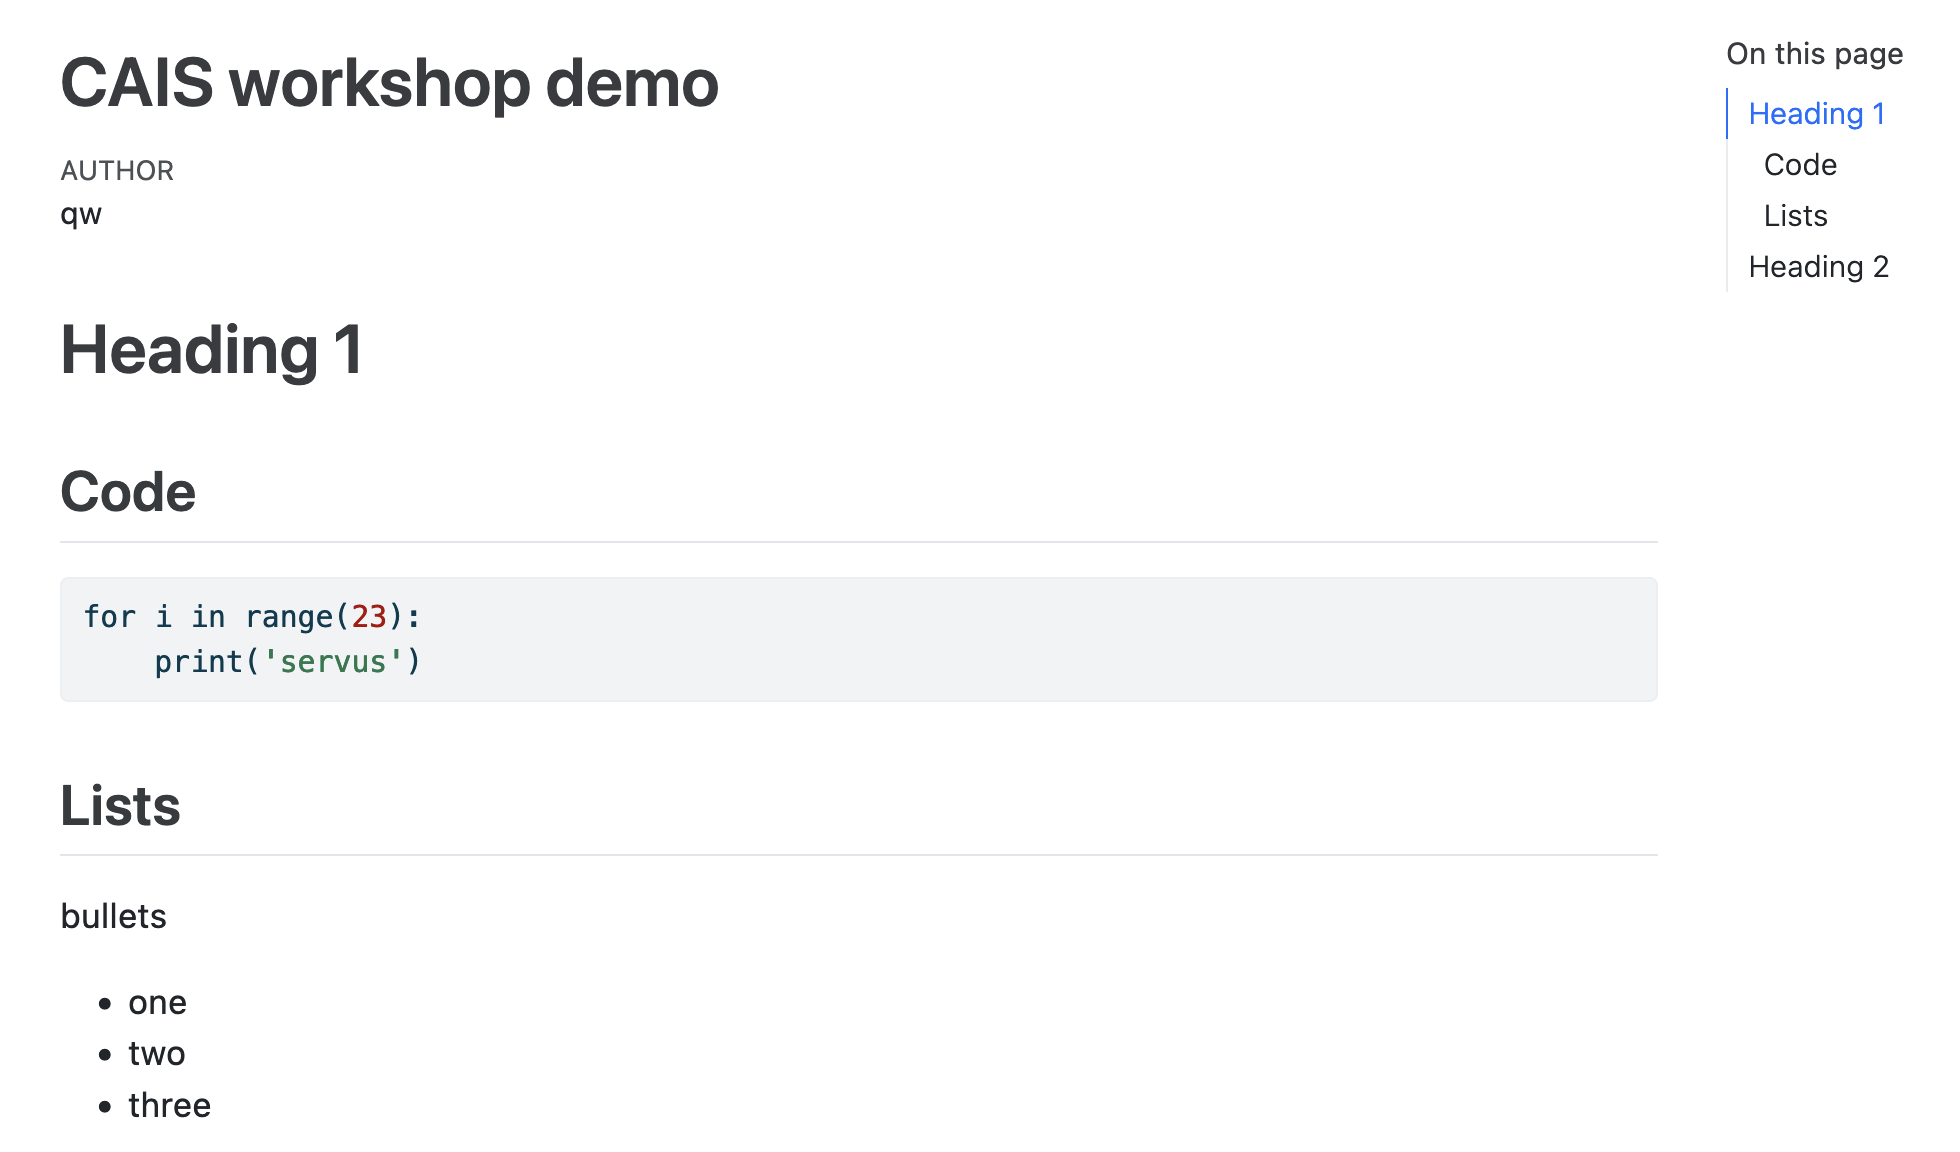 CAIS workshop demo
AUTHOR
qw
Heading 1
Code
for i in range(23):
    print('servus')
Lists
bullets
one
two
three
On this page
Heading 1
Code
Lists
Heading 2